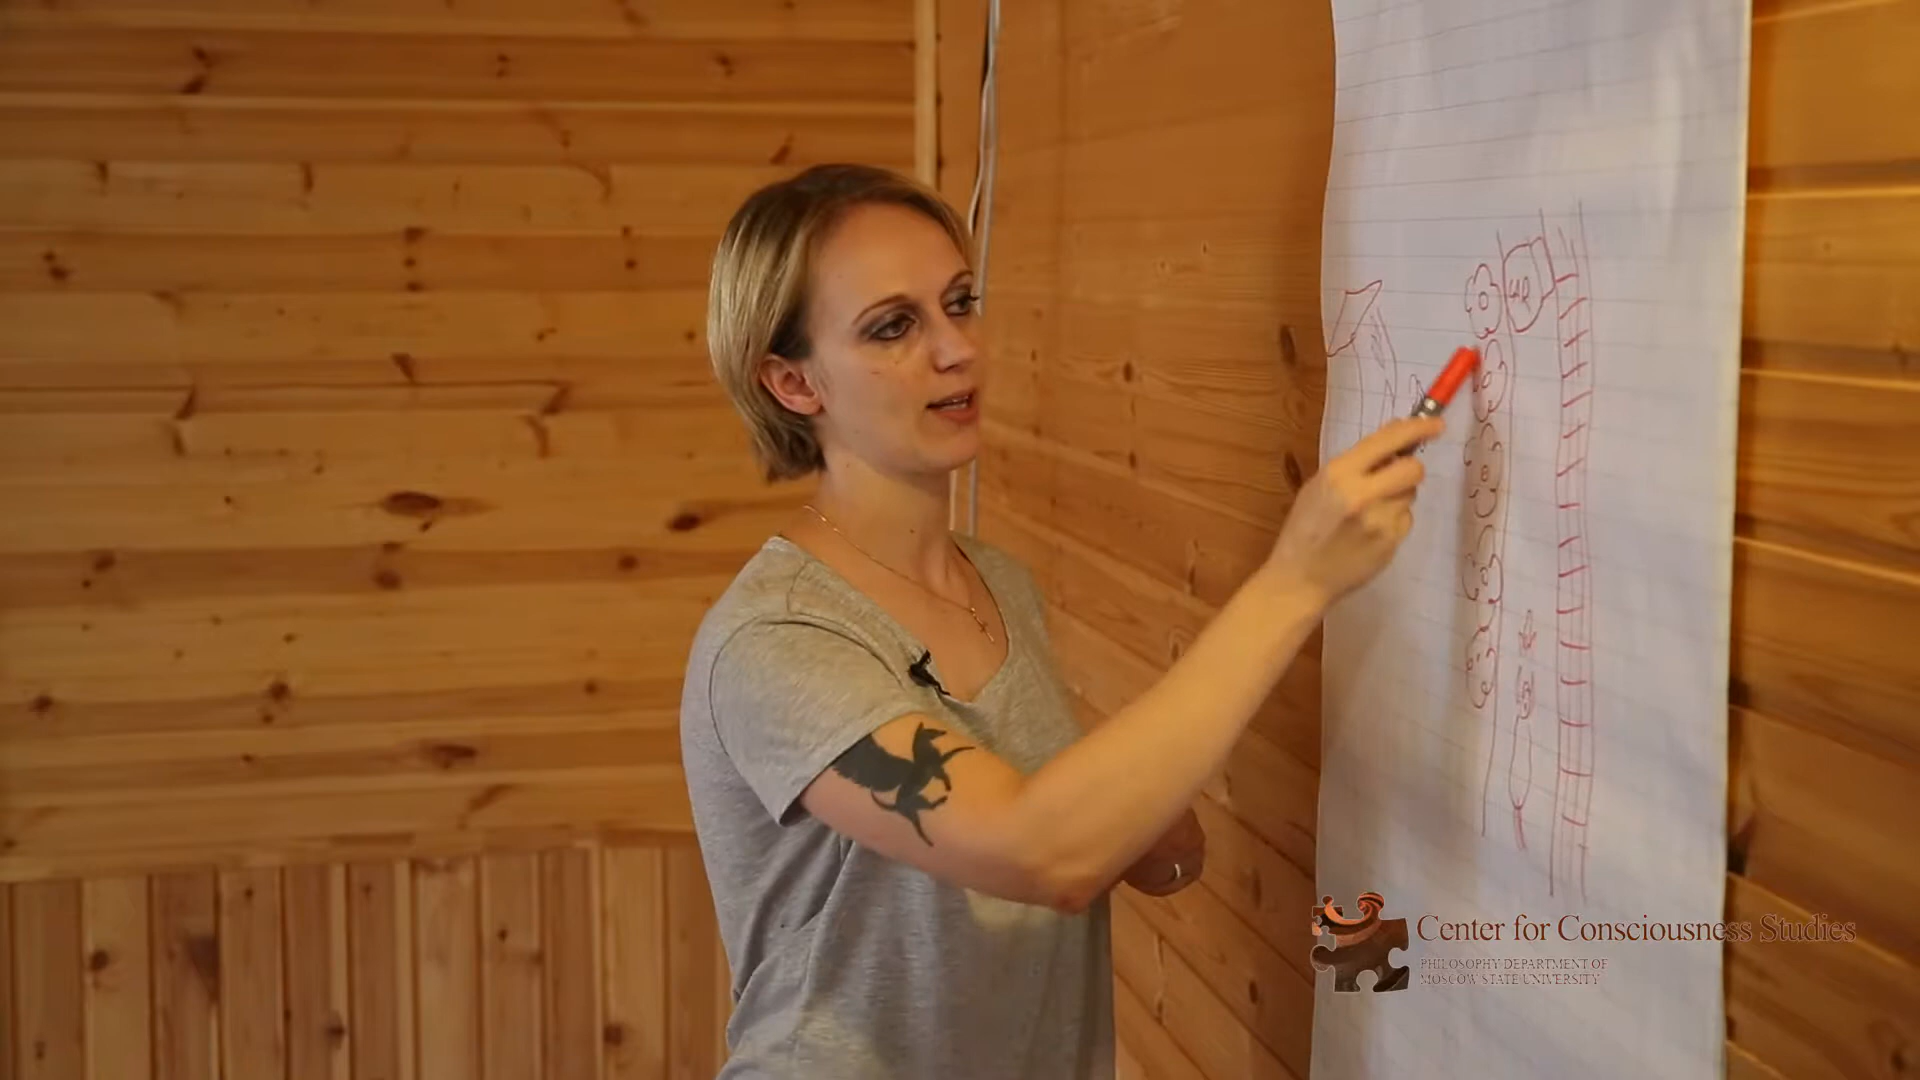 Center for Consciousness Studies
PHILOSOPHY DEPARTMENT OF
MOSCOW STATE UNIVERSITY